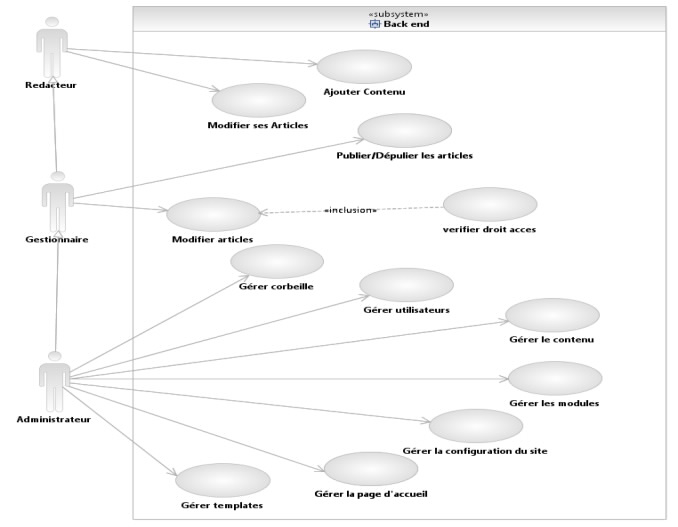 «subsystem»
Back end
Redacteur
Ajouter Contenu
Modifier ses Articles
Publier/Dépulier les articles
Gestionnaire
«inclusion»
Modifier articles
verifier droit acces
Gérer corbeille
Gérer utilisateurs
Gérer le contenu
Administrateur
Gérer les modules
Gérer la configuration du site
Gérer la page d'accueil
Gérer templates